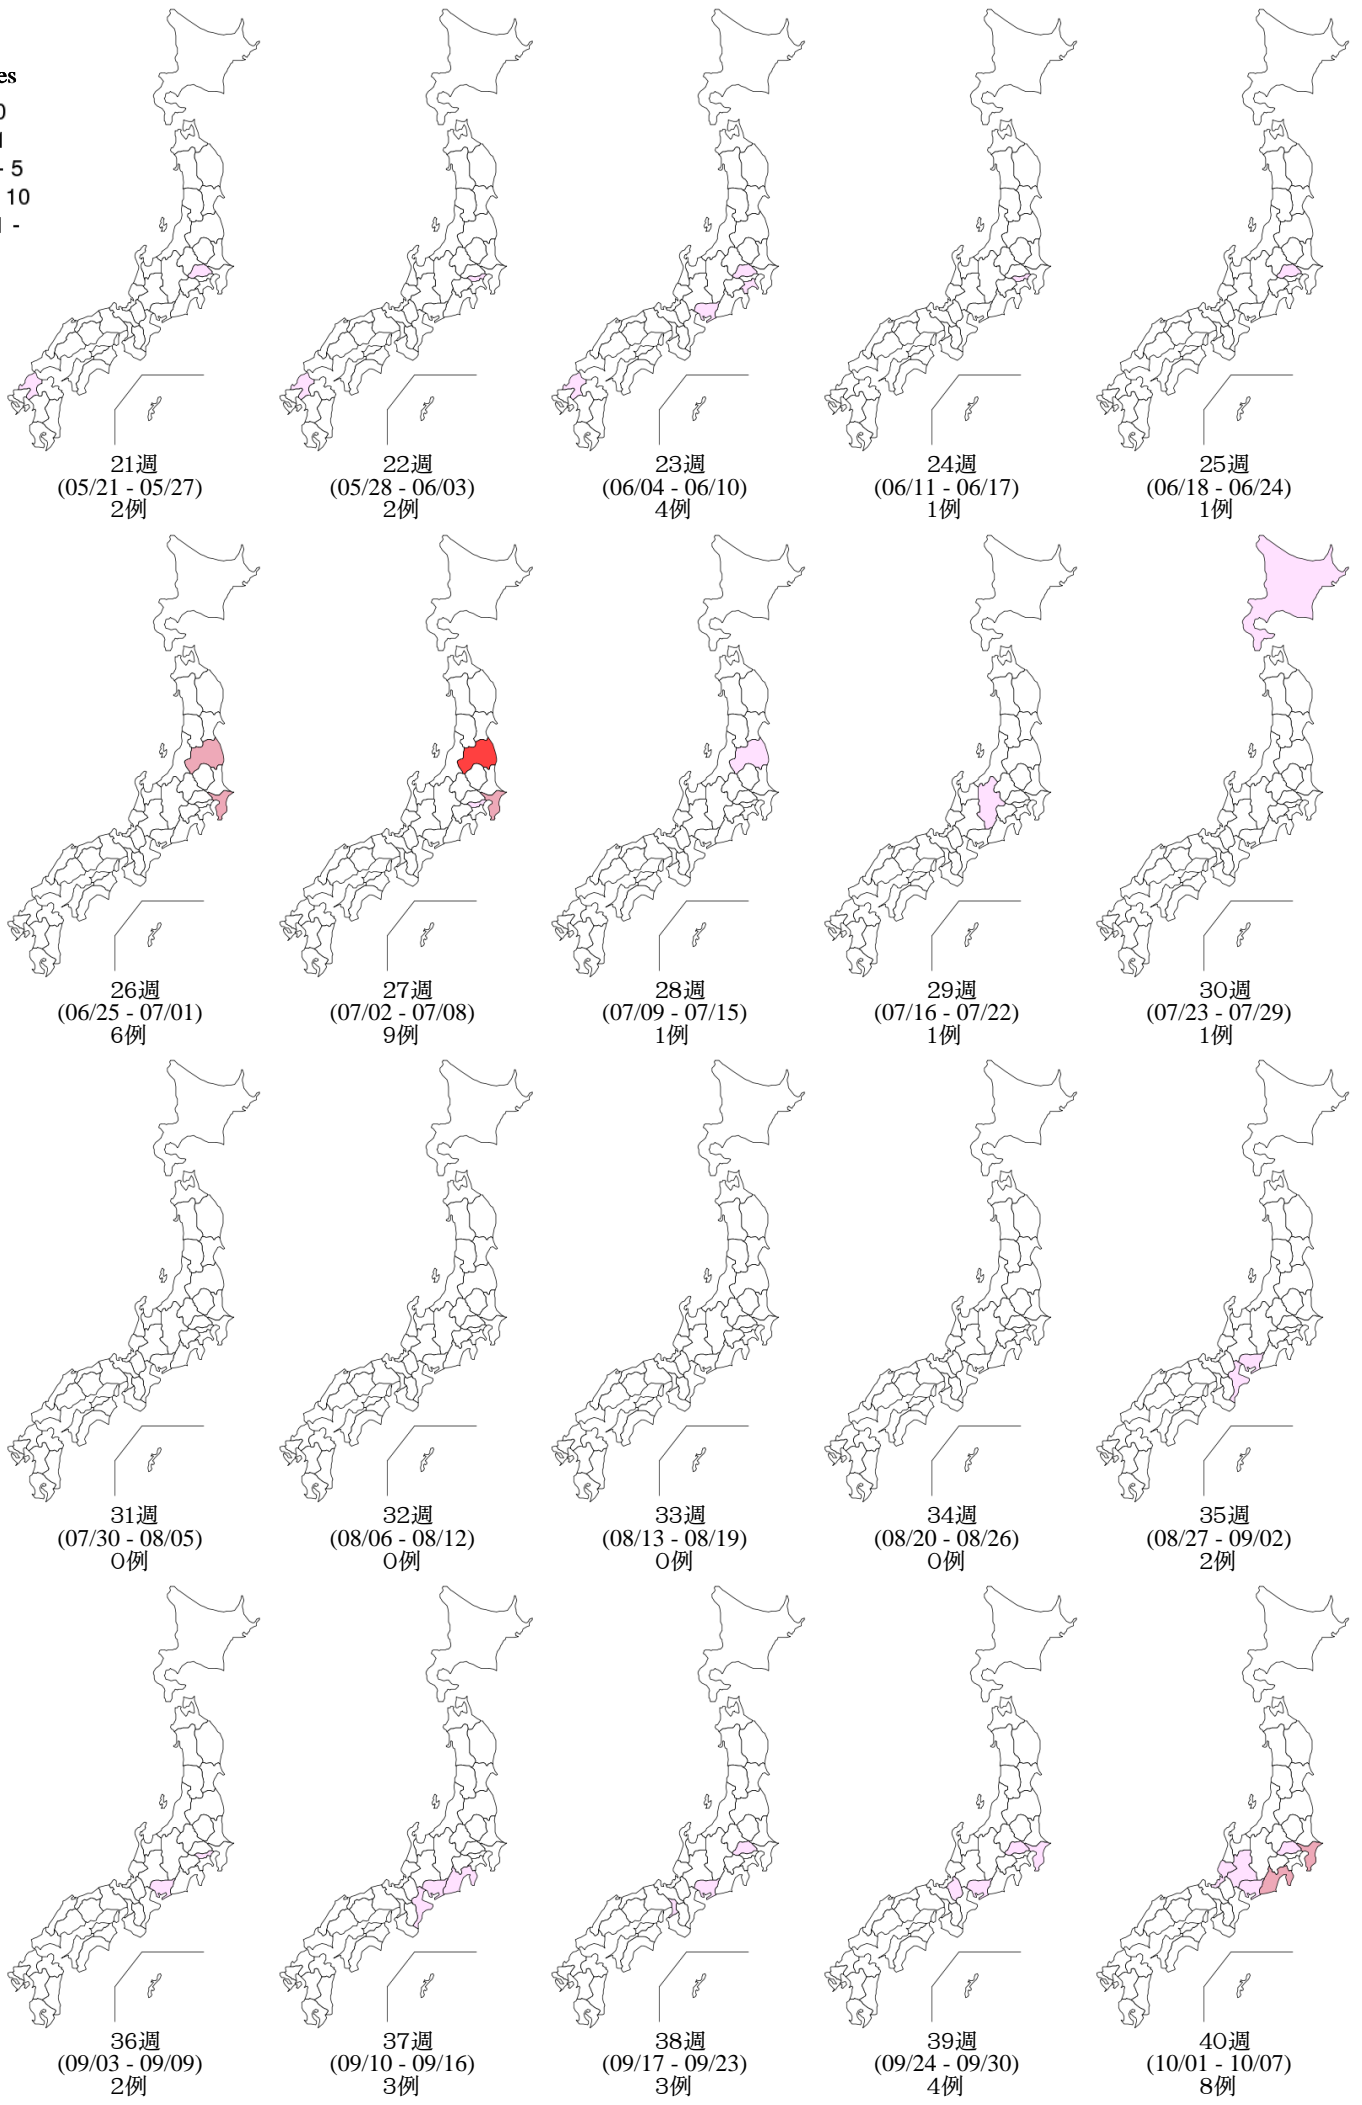 es
0
1
- 5
10
1 -
21週
(05/21 - 05/27)
2例
22週
(05/28 - 06/03)
2例
23週
(06/04 - 06/10)
4例
24週
(06/11 - 06/17)
1例
25週
(06/18 - 06/24)
1例
26週
(06/25 - 07/01)
6例
27週
(07/02 - 07/08)
9例
28週
(07/09 - 07/15)
1例
29週
(07/16 - 07/22)
1例
30週
(07/23 - 07/29)
1例
31週
(07/30 - 08/05)
0例
32週
(08/06 - 08/12)
0例
33週
(08/13 - 08/19)
0例
34週
(08/20 - 08/26)
0例
35週
(08/27 - 09/02)
2例
36週
(09/03 - 09/09)
2例
37週
(09/10 - 09/16)
3例
38週
(09/17 - 09/23)
3例
39週
(09/24 - 09/30)
4例
40週
(10/01 - 10/07)
8例